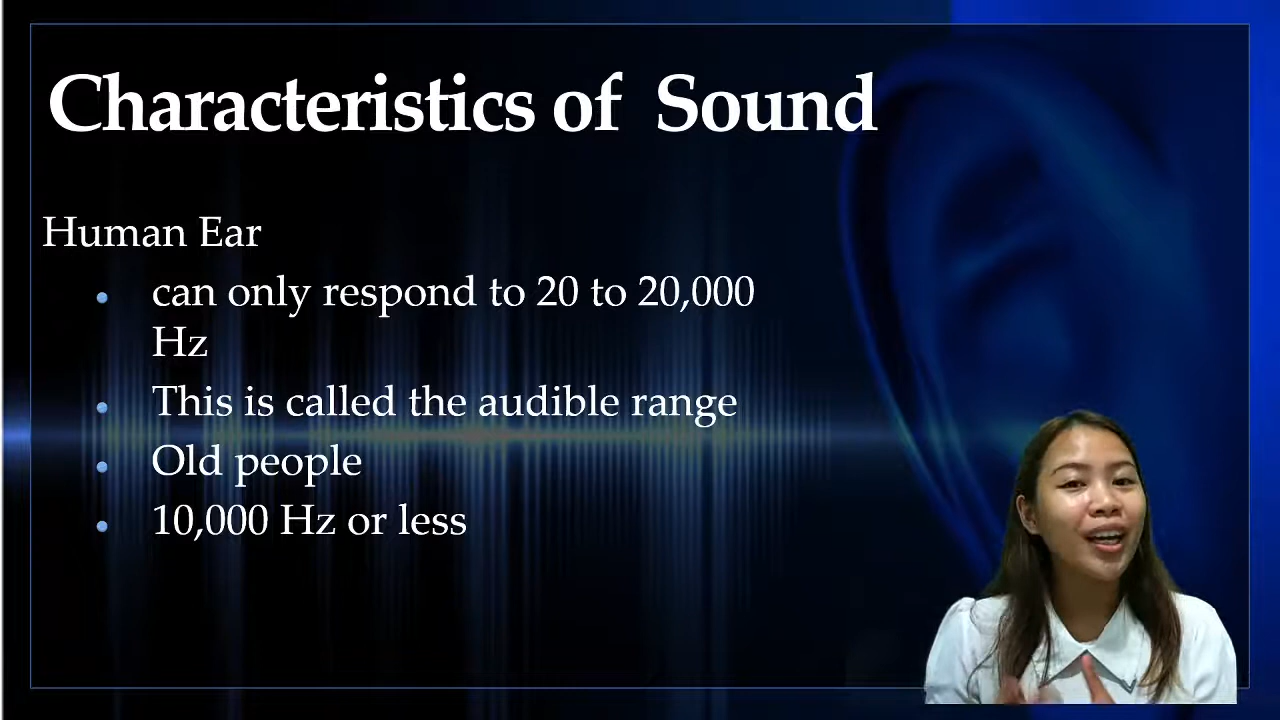 Characteristics of Sound
Human Ear
can only respond to 20 to 20,000
Hz
This is called the audible range
Old people
10,000 Hz or less